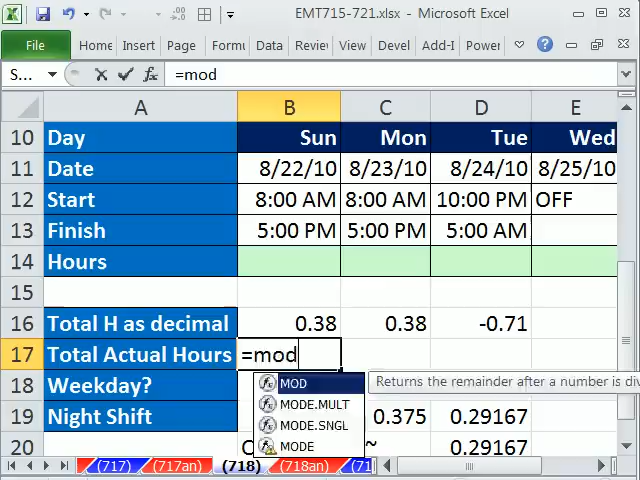 EMT715-721.xlsx - Microsoft Excel
File Home Insert Page Formu Data Revie View Devel Add-I Power
S... fx =mod
A B C D E
10 Day Sun Mon Tue Wed
11 Date 8/22/10 8/23/10 8/24/10 8/25/10
12 Start 8:00 AM 8:00 AM 10:00 PM OFF
13 Finish 5:00 PM 5:00 PM 5:00 AM
14 Hours
15
16 Total H as decimal 0.38 0.38 -0.71
17 Total Actual Hours =mod
MOD Returns the remainder after a number is div
18 Weekday? MODE.MULT
19 Night Shift MODE.SNGL 0.375 0.29167
20 MODE ~ 0.29167
(717) (717an) (718) (718an) (71